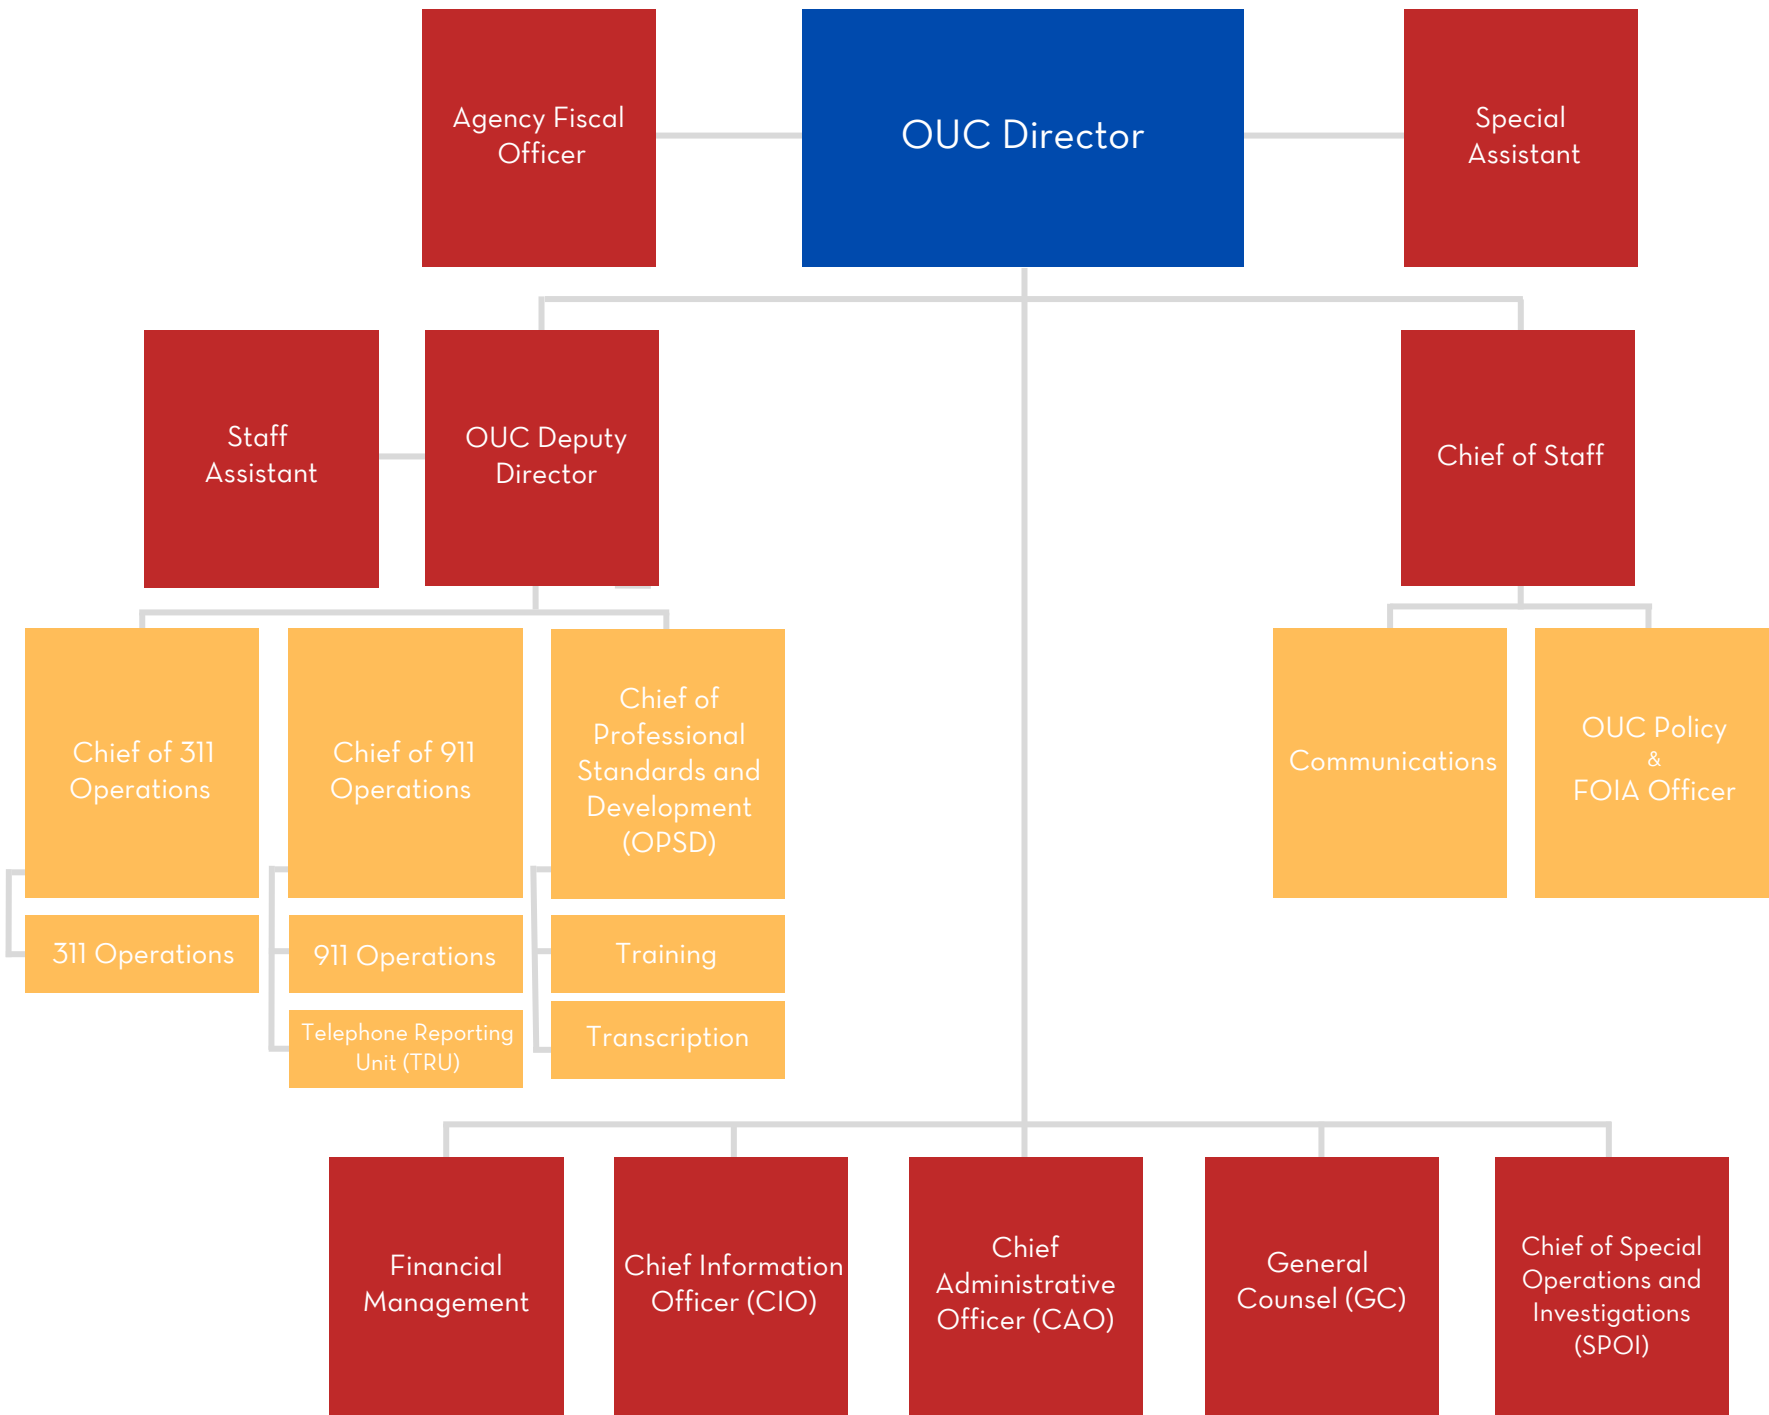 Agency Fiscal
Officer
OUC Director
Special
Assistant
Staff
Assistant
OUC Deputy
Director
Chief of Staff
Chief of 311
Operations
Chief of 911
Operations
Chief of
Professional
Standards and
Development
(OPSD)
Communications
OUC Policy
&
FOIA Officer
311 Operations
911 Operations
Training
Telephone Reporting
Unit (TRU)
Transcription
Financial
Management
Chief Information
Officer (CIO)
Chief
Administrative
Officer (CAO)
General
Counsel (GC)
Chief of Special
Operations and
Investigations
(SPOI)